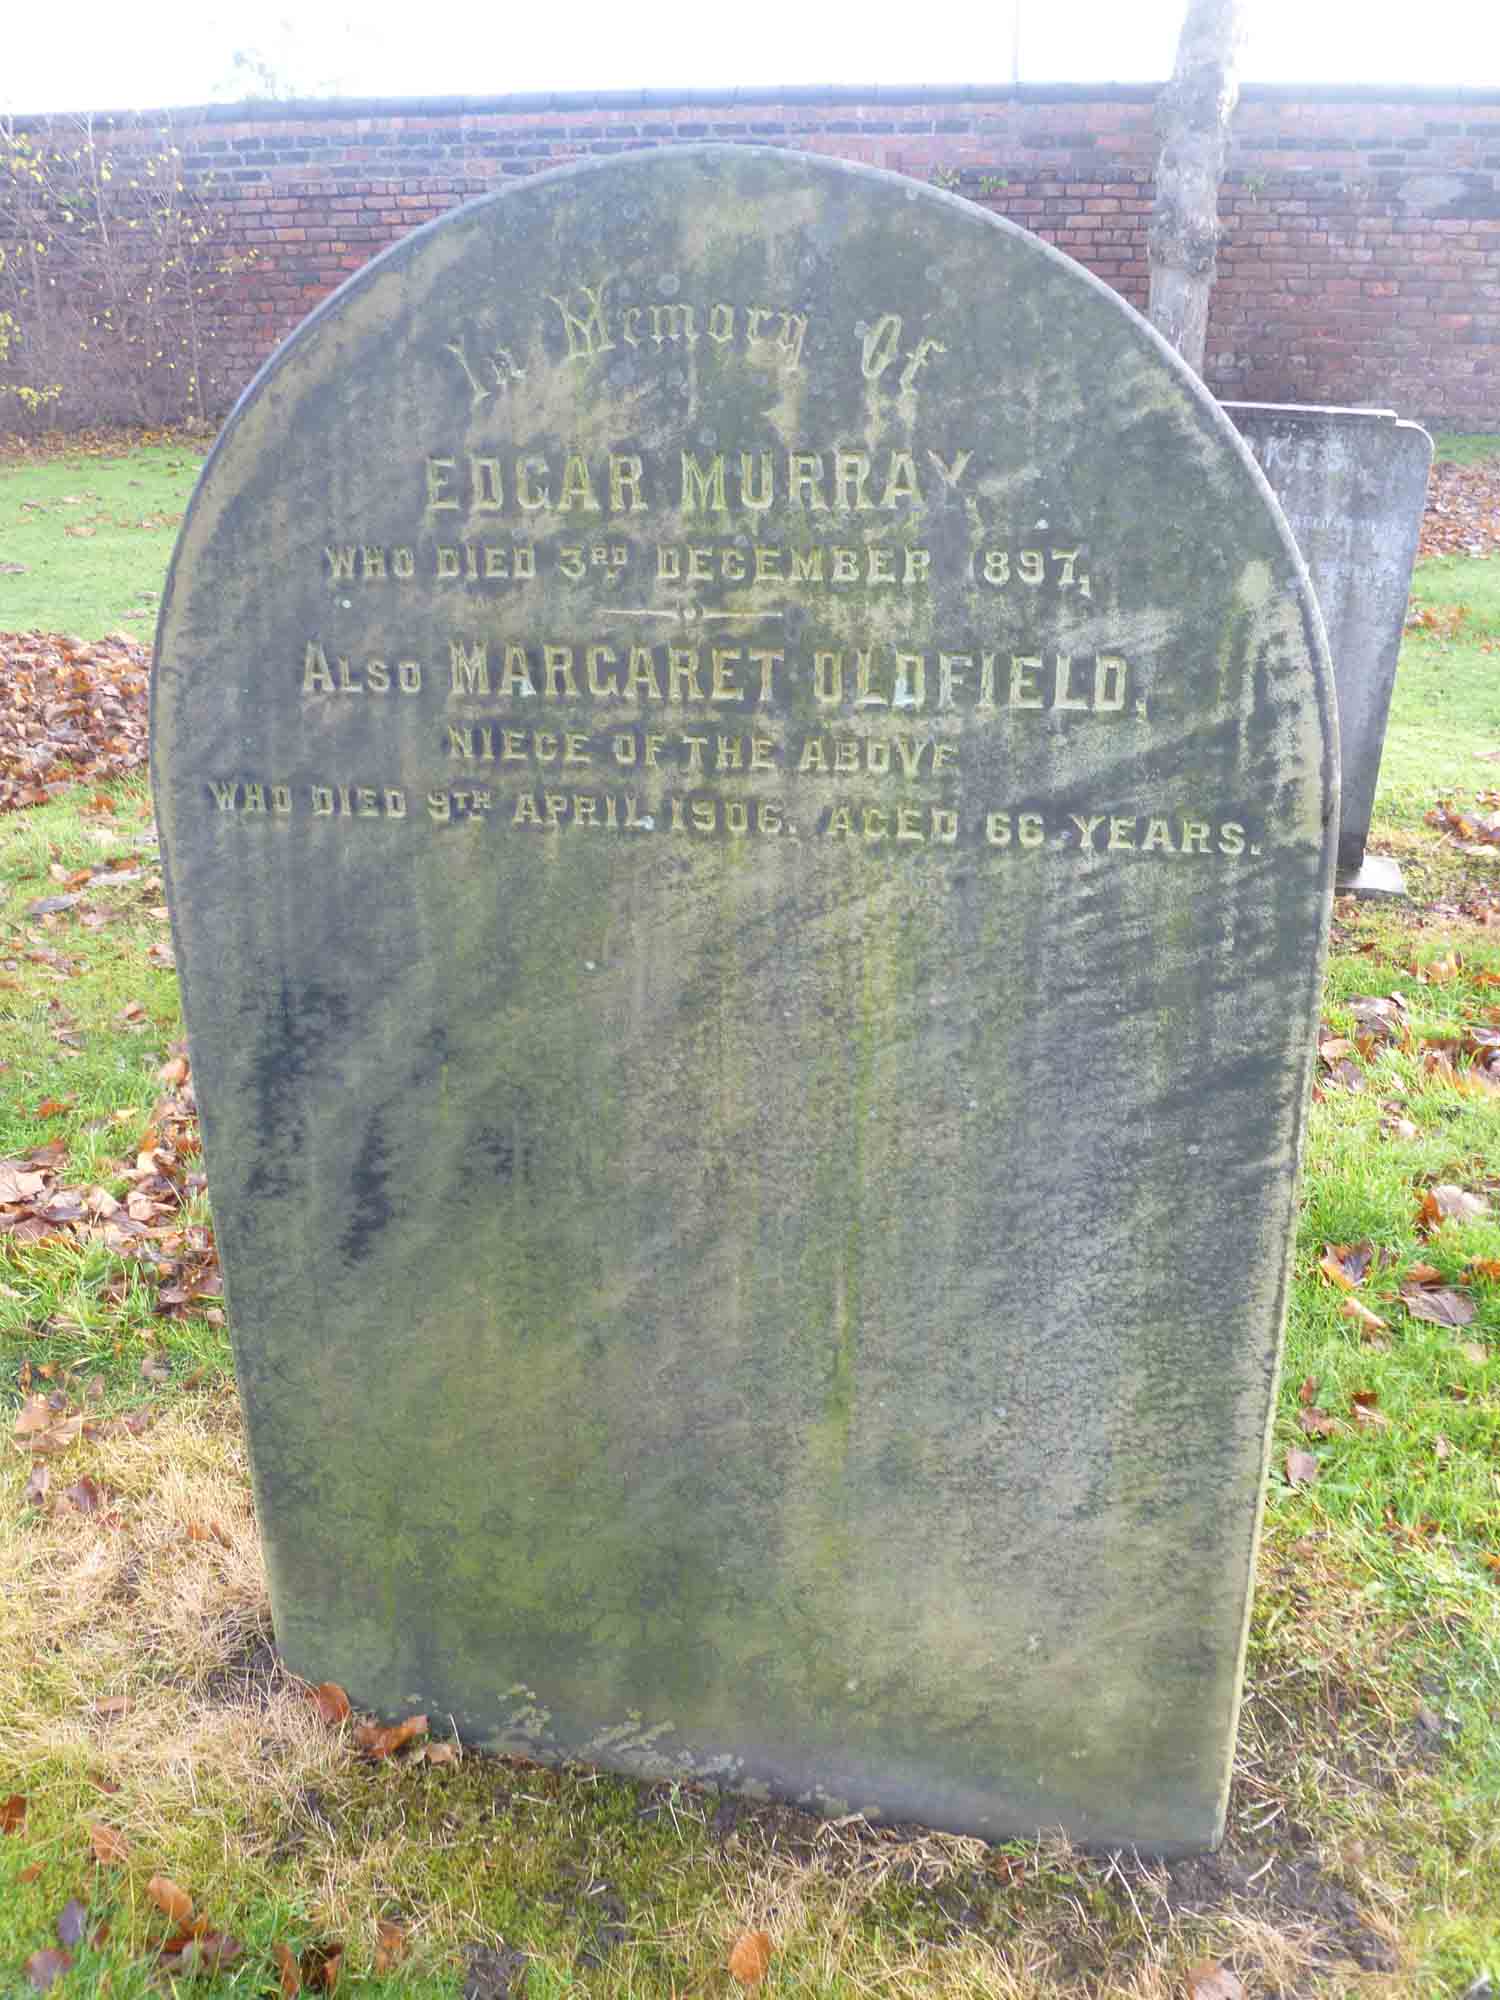 In Memory Of
EDGAR MURRAY,
WHO DIED 3RD DECEMBER 1897,
ALSO MARGARET OLDFIELD,
NIECE OF THE ABOVE
WHO DIED 9TH APRIL 1906. AGED 66 YEARS.